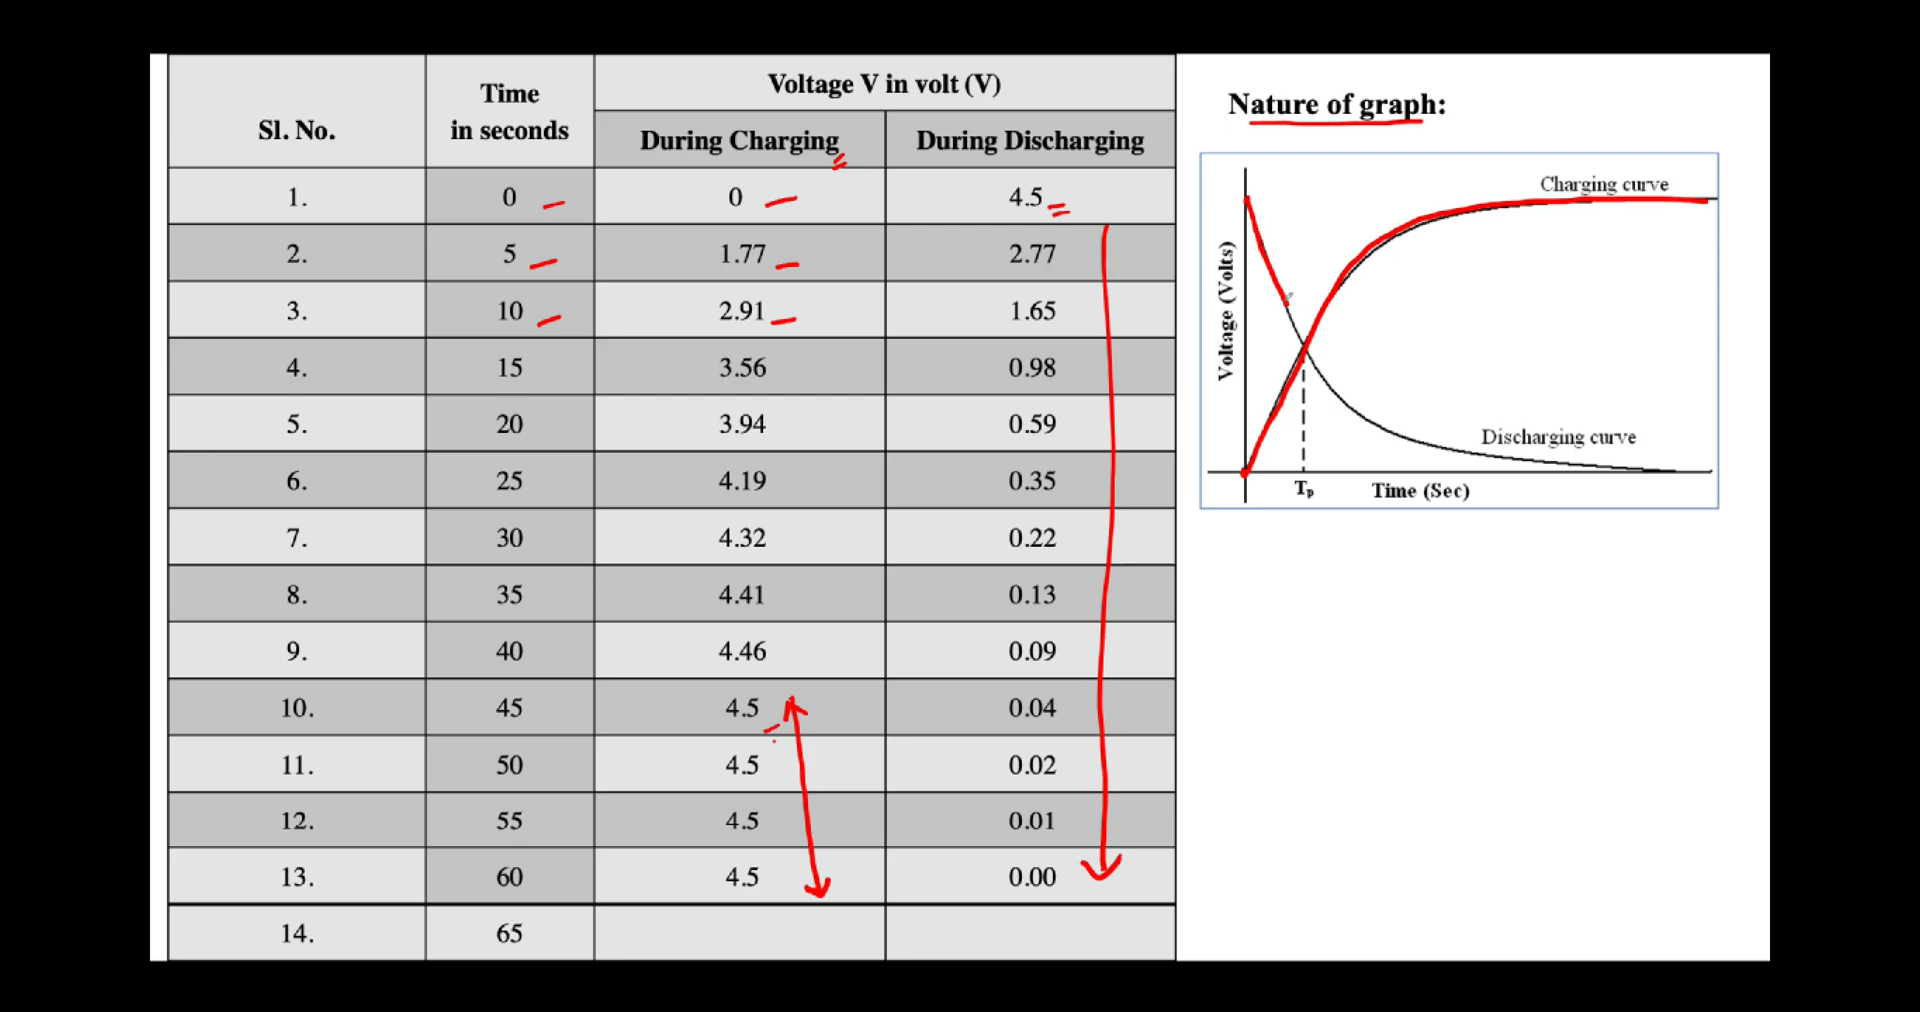 Sl. No. Time in seconds Voltage V in volt (V)
During Charging During Discharging
1. 0 0 4.5
2. 5 1.77 2.77
3. 10 2.91 1.65
4. 15 3.56 0.98
5. 20 3.94 0.59
6. 25 4.19 0.35
7. 30 4.32 0.22
8. 35 4.41 0.13
9. 40 4.46 0.09
10. 45 4.5 0.04
11. 50 4.5 0.02
12. 55 4.5 0.01
13. 60 4.5 0.00
14. 65
Nature of graph:
Charging curve
Voltage (Volts)
Discharging curve
Tp Time (Sec)